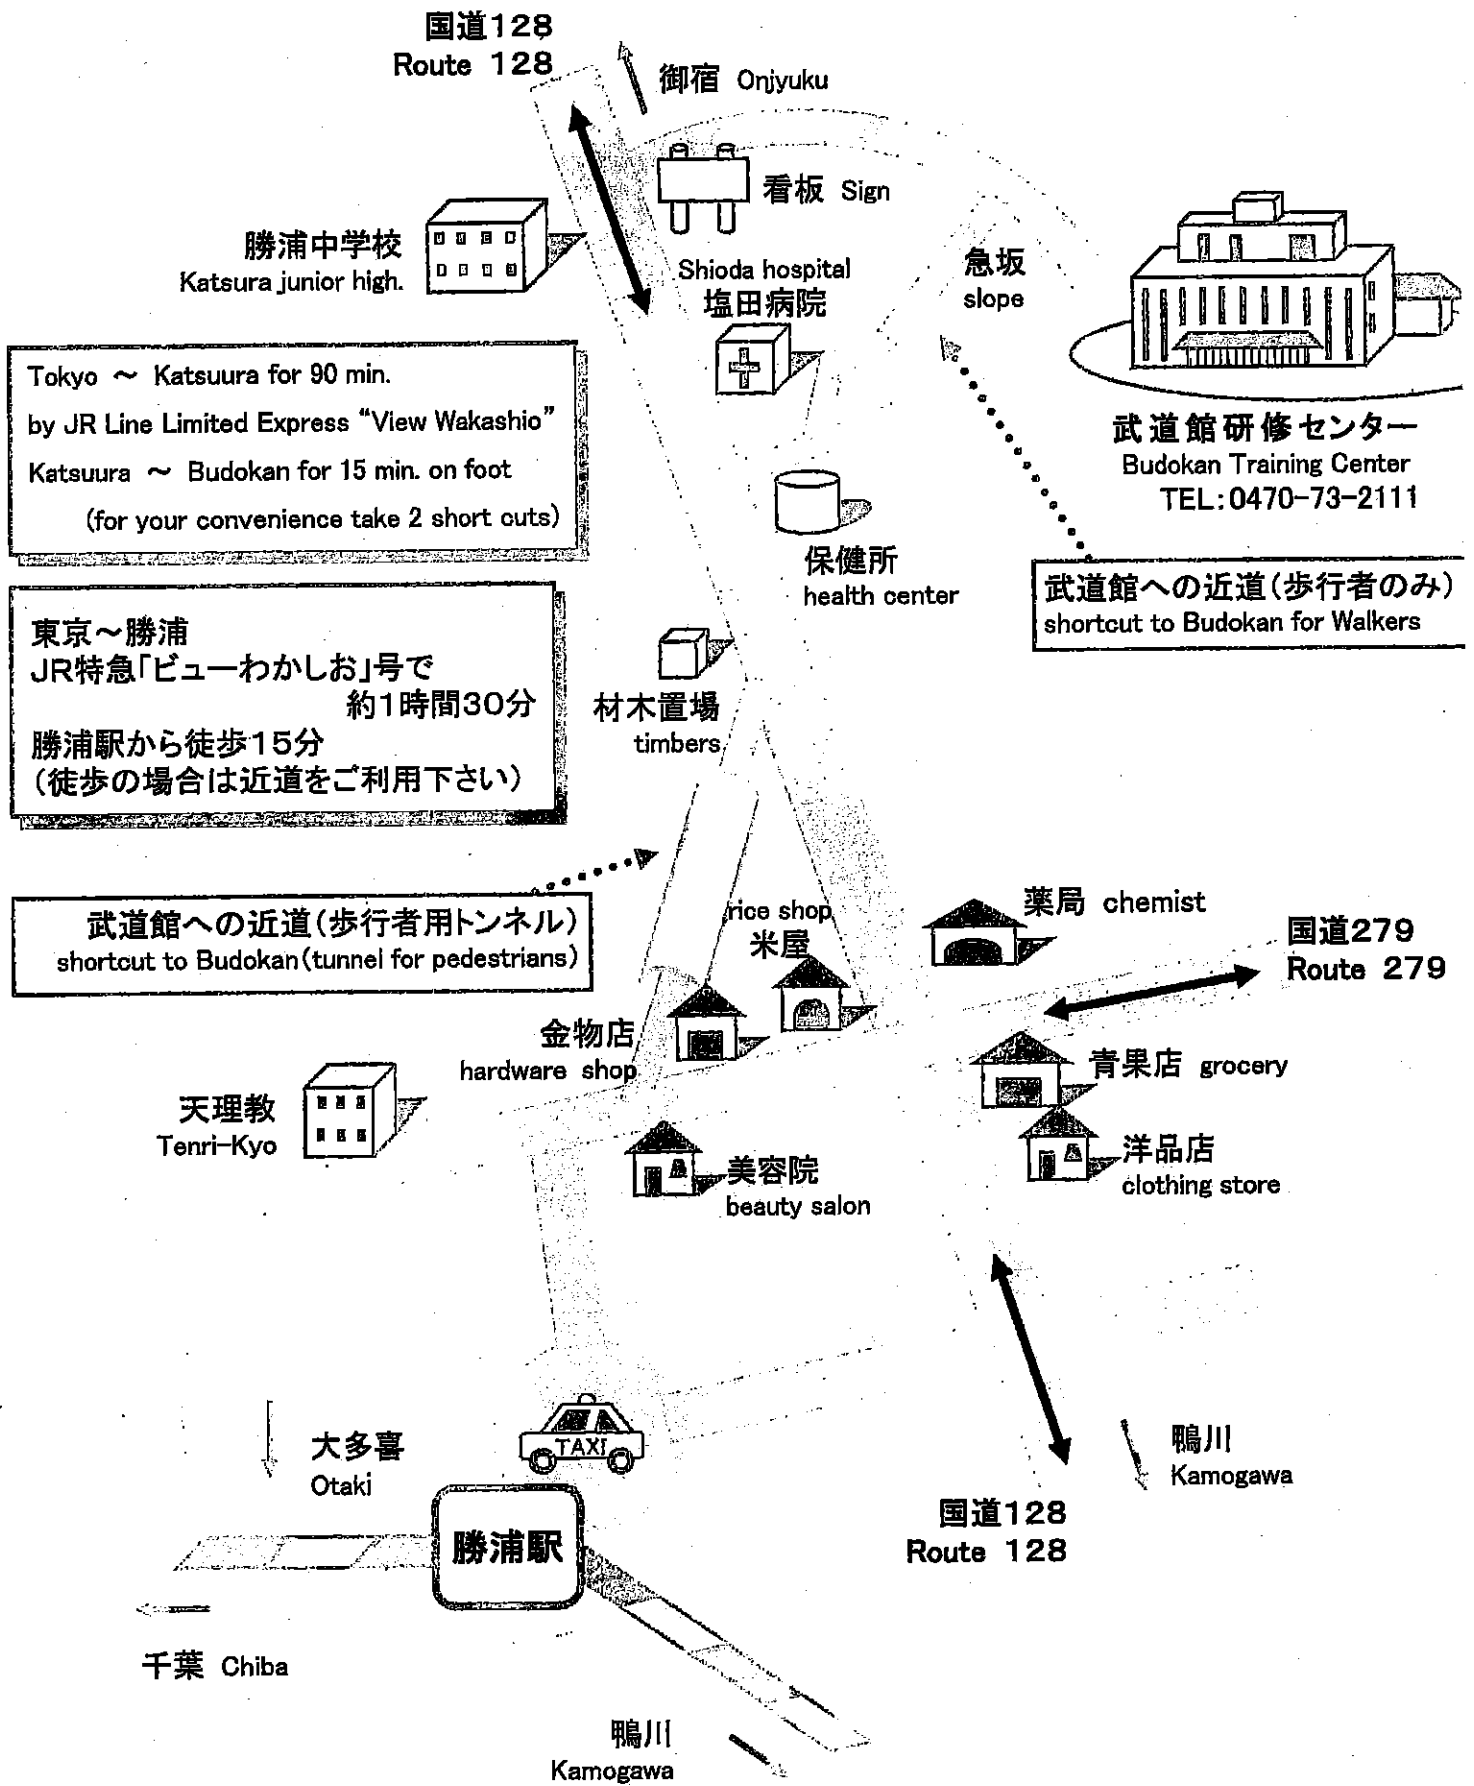 国道128
Route 128
御宿 Onjyuku
看板 Sign
勝浦中学校
Katsura junior high.
Shioda hospital
塩田病院
急坂
slope
Tokyo ～ Katsuura for 90 min.
by JR Line Limited Express “View Wakashio”
Katsuura ～ Budokan for 15 min. on foot
(for your convenience take 2 short cuts)
武道館研修センター
Budokan Training Center
TEL:0470-73-2111
保健所
health center
武道館への近道(歩行者のみ)
shortcut to Budokan for Walkers
東京～勝浦
JR特急「ビューわかしお」号で
約1時間30分
勝浦駅から徒歩15分
(徒歩の場合は近道をご利用下さい)
材木置場
timbers
武道館への近道(歩行者用トンネル)
shortcut to Budokan(tunnel for pedestrians)
rice shop
米屋
薬局 chemist
国道279
Route 279
金物店
hardware shop
青果店 grocery
天理教
Tenri-Kyo
美容院
beauty salon
洋品店
clothing store
TAXI
大多喜
Otaki
鴨川
Kamogawa
国道128
Route 128
勝浦駅
千葉 Chiba
鴨川
Kamogawa